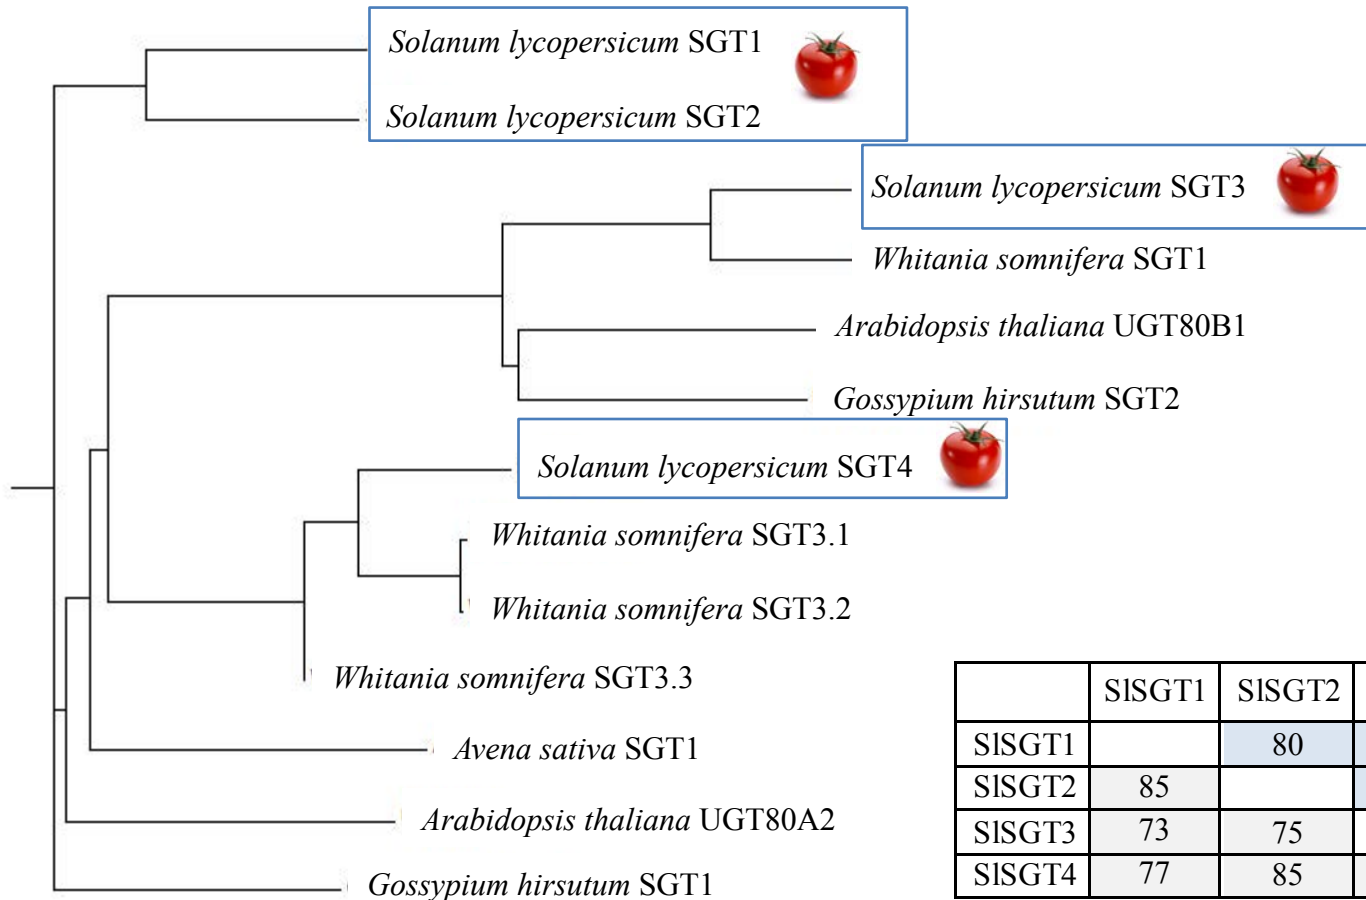 Solanum lycopersicum SGT1
Solanum lycopersicum SGT2
Solanum lycopersicum SGT3
Whitania somnifera SGT1
Arabidopsis thaliana UGT80B1
Gossypium hirsutum SGT2
Solanum lycopersicum SGT4
Whitania somnifera SGT3.1
Whitania somnifera SGT3.2
Whitania somnifera SGT3.3
Avena sativa SGT1
Arabidopsis thaliana UGT80A2
Gossypium hirsutum SGT1
SlSGT1 SlSGT2
SlSGT1 80
SlSGT2 85
SlSGT3 73 75
SlSGT4 77 85